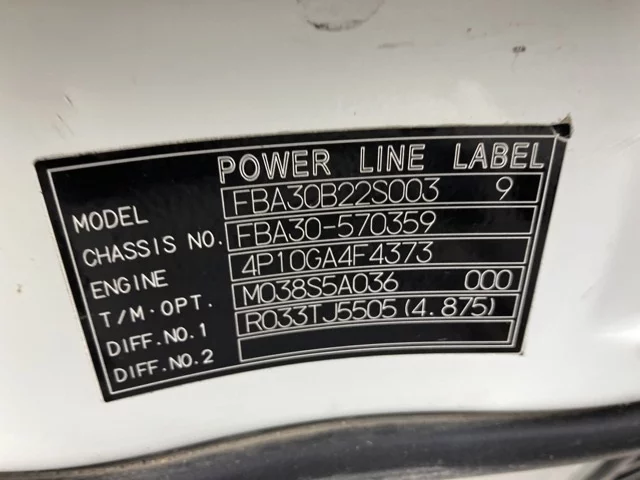 POWER LINE LABEL
MODEL FBA30B22S003 9
CHASSIS NO. FBA30-570359
ENGINE 4P10GA4F4373
T/M·OPT. M038S5A036 000
DIFF.NO.1 R033TJ5505(4.875)
DIFF.NO.2